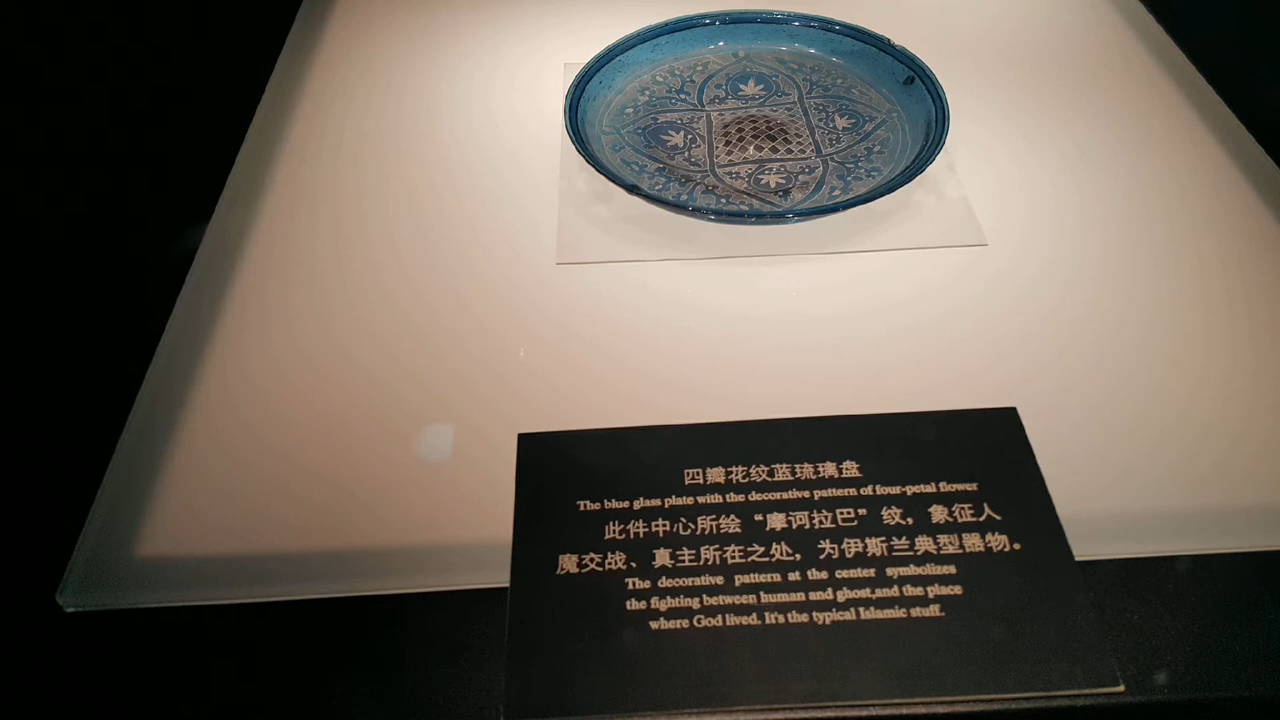 四瓣花纹蓝琉璃盘
The blue glass plate with the decorative pattern of four-petal flower
此件中心所绘“摩诃拉巴”纹，象征人
魔交战、真主所在之处，为伊斯兰典型器物。
The decorative pattern at the center symbolizes
the fighting between human and ghost,and the place
where God lived. It's the typical Islamic stuff.